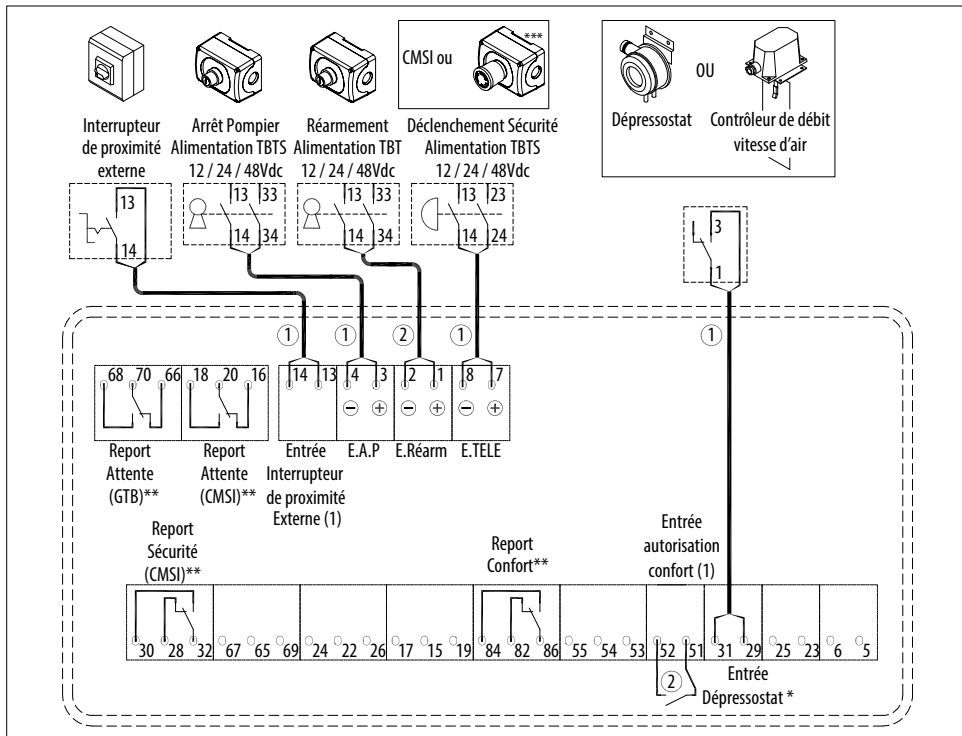 ***
CMSI ou
OU
Interrupteur
de proximité
externe
Arrêt Pompier
Alimentation TBTS
12 / 24 / 48Vdc
Réarmement
Alimentation TBT
12 / 24 / 48Vdc
Déclenchement Sécurité
Alimentation TBTS
12 / 24 / 48Vdc
Dépressostat
Contrôleur de débit
vitesse d'air
13
14
13 33
14 34
13 33
14 34
13 23
14 24
3
1
1 1 2 1 1
68 70 66 18 20 16
14 13 4 3 2 1 8 7
− + − + − +
Report
Attente
(GTB)**
Report
Attente
(CMSI)**
Entrée
Interrupteur
de proximité
Externe (1)
E.A.P
E.Réarm
E.TELE
Report
Sécurité
(CMSI)**
Report
Confort**
Entrée
autorisation
confort (1)
30 28 32 67 65 69 24 22 26 17 15 19 84 82 86 55 54 53 52 51 31 29 25 23 6 5
2
Entrée
Dépressostat *